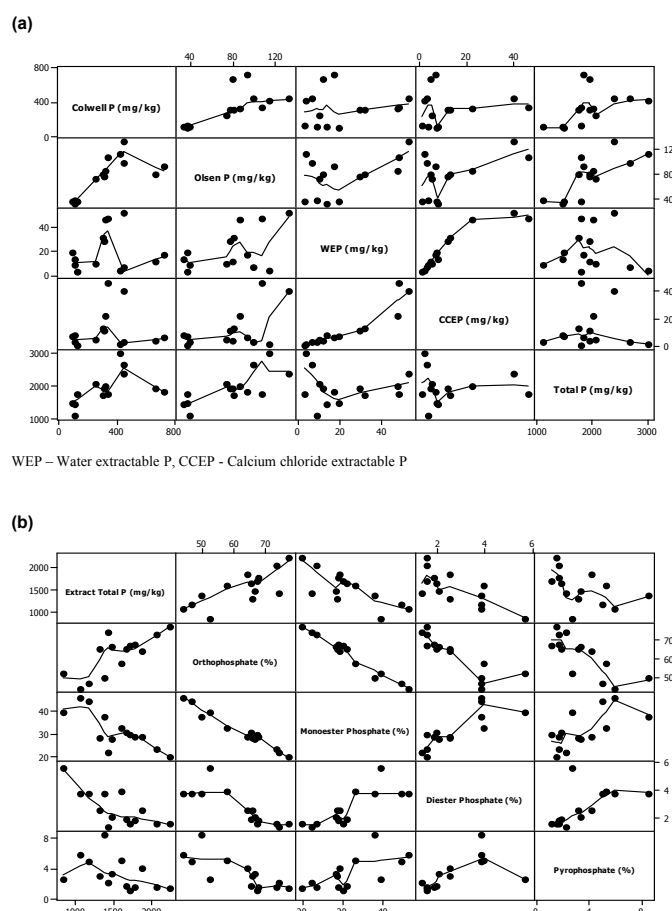 (a)
40 80 120 0 20 40
800
Colwell P (mg/kg)
400
0
120
Olsen P (mg/kg)
80
40
40
WEP (mg/kg)
20
0
40
CCEP (mg/kg)
20
0
3000
Total P (mg/kg)
2000
1000
0 400 800 0 20 40 1000 2000 3000
WEP – Water extractable P, CCEP - Calcium chloride extractable P
(b)
50 60 70 2 4 6 0 4 8
2000
Extract Total P (mg/kg)
1500
1000
70
Orthophosphate (%)
60
50
40
Monoester Phosphate (%)
30
20
6
Diester Phosphate (%)
4
2
8
Pyrophosphate (%)
4
0
1000 1500 2000 20 30 40